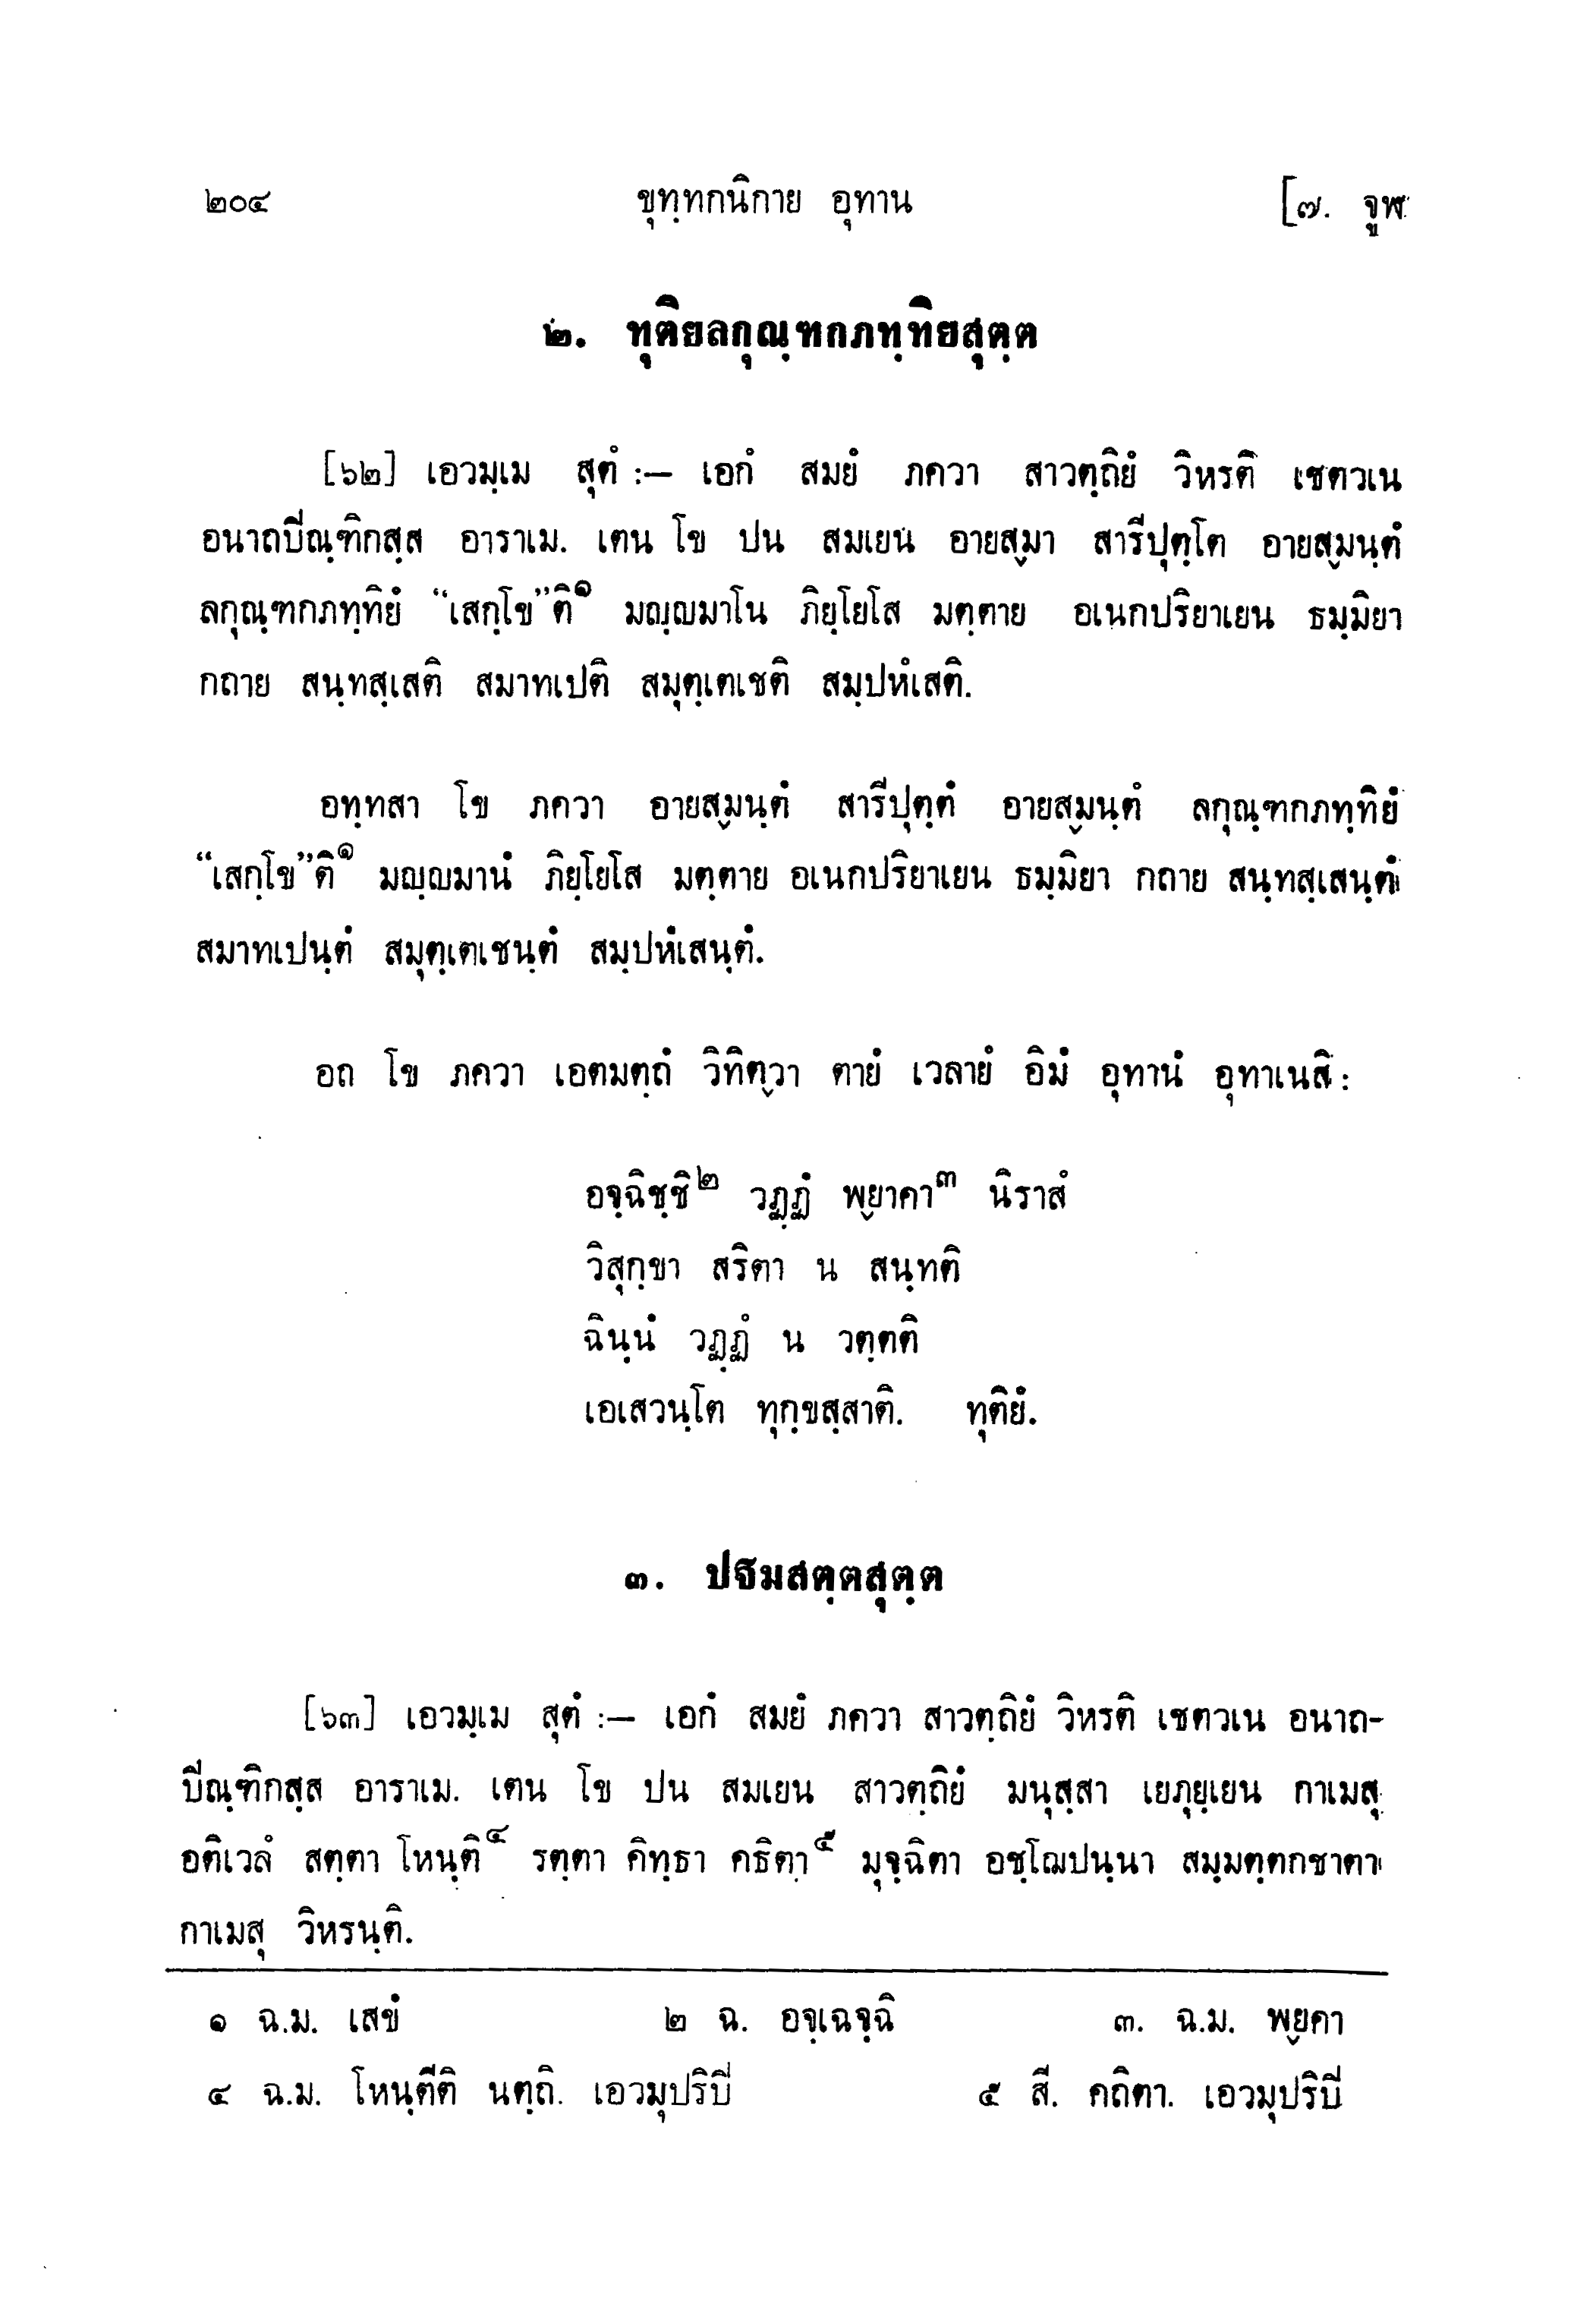 ๒๐๔ ขุทฺทกนิกาย อุทาน [๗. จูฬ
๒. ทุติยลกุณฺฑกภทฺทิยสุตฺต
[๖๒] เอวมฺเม สุตํ :— เอกํ สมยํ ภควา สาวตฺถิยํ วิหรติ เชตวเน
อนาถบิณฺฑิกสฺส อาราเม. เตน โข ปน สมเยน อายสฺมา สารีปุตฺโต อายสฺมนฺตํ
ลกุณฺฑกภทฺทิยํ “เสกฺโข”ติ๑ มญฺญมาโน ภิยฺโยโส มตฺตาย อเนกปริยาเยน ธมฺมิยา
กถาย สนฺทสฺเสติ สมาทเปติ สมุตฺเตเชติ สมฺปหํเสติ.
อทฺทสา โข ภควา อายสฺมนฺตํ สารีปุตฺตํ อายสฺมนฺตํ ลกุณฺฑกภทฺทิยํ
“เสกฺโข”ติ๑ มญฺญมานํ ภิยฺโยโส มตฺตาย อเนกปริยาเยน ธมฺมิยา กถาย สนฺทสฺเสนฺตํ
สมาทเปนฺตํ สมุตฺเตเชนฺตํ สมฺปหํเสนฺตํ.
อถ โข ภควา เอตมตฺถํ วิทิตฺวา ตายํ เวลายํ อิมํ อุทานํ อุทาเนสิ :
อจฺฉิชฺชิ๒ วฏฺฏํ พฺยาคา๓ นิราสํ
วิสุกฺขา สริตา น สนฺทติ
ฉินฺนํ วฏฺฏํ น วตฺตติ
เอเสวนฺโต ทุกฺขสฺสาติ. ทุติยํ.
๓. ปฐมสตฺตสุตฺต
[๖๓] เอวมฺเม สุตํ :— เอกํ สมยํ ภควา สาวตฺถิยํ วิหรติ เชตวเน อนาถ-
บิณฺฑิกสฺส อาราเม. เตน โข ปน สมเยน สาวตฺถิยํ มนุสฺสา เยภุยฺเยน กาเมสุ
อติเวลํ สตฺตา โหนฺติ๔ รตฺตา คิทฺธา คธิตา๕ มุจฺฉิตา อชฺโฌปนฺนา สมฺมตฺตกชาตา
กาเมสุ วิหรนฺติ.
๑ ฉ.ม. เสขํ ๒ ฉ. อจฺเฉจฺฉิ ๓. ฉ.ม. พฺยคา
๔ ฉ.ม. โหนฺตีติ นตฺถิ. เอวมุปริปิ ๕ สี. คถิตา. เอวมุปริปิ